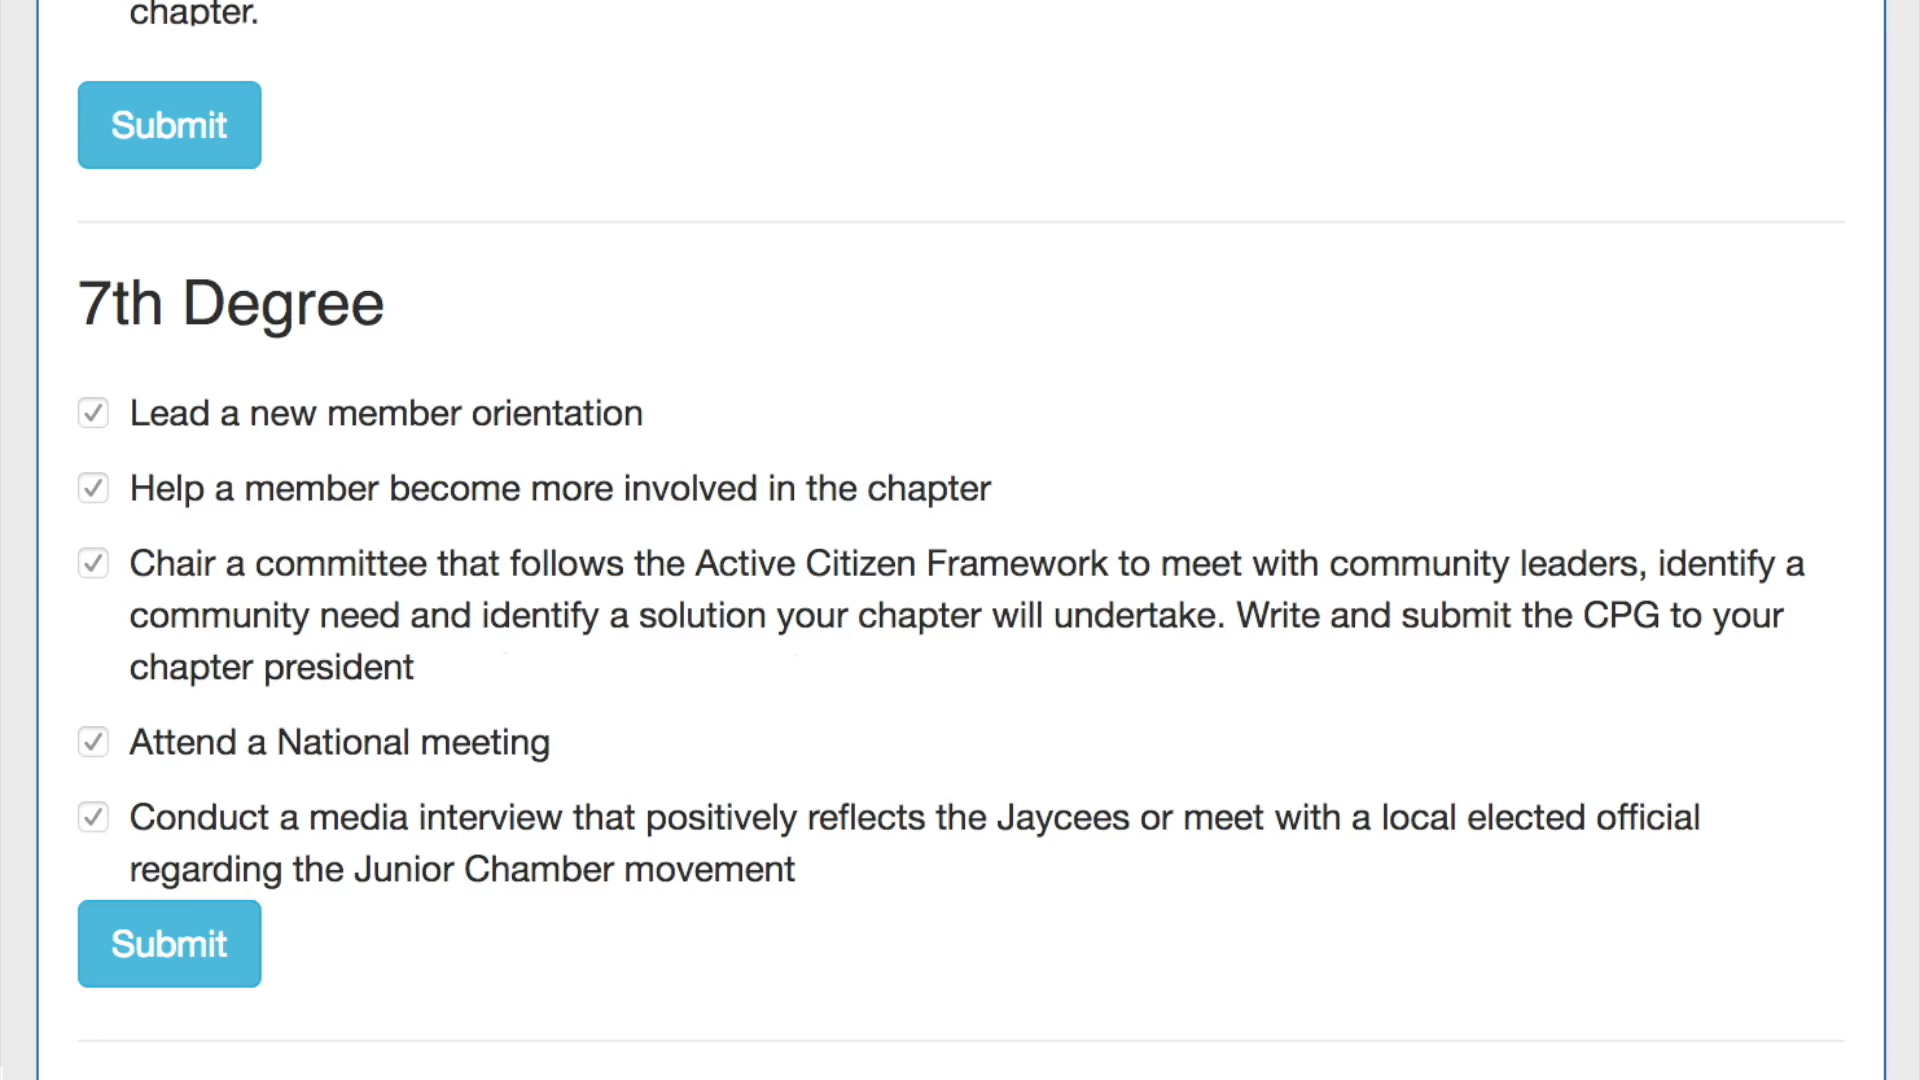 chapter.
Submit
7th Degree
Lead a new member orientation
Help a member become more involved in the chapter
Chair a committee that follows the Active Citizen Framework to meet with community leaders, identify a
community need and identify a solution your chapter will undertake. Write and submit the CPG to your
chapter president
Attend a National meeting
Conduct a media interview that positively reflects the Jaycees or meet with a local elected official
regarding the Junior Chamber movement
Submit